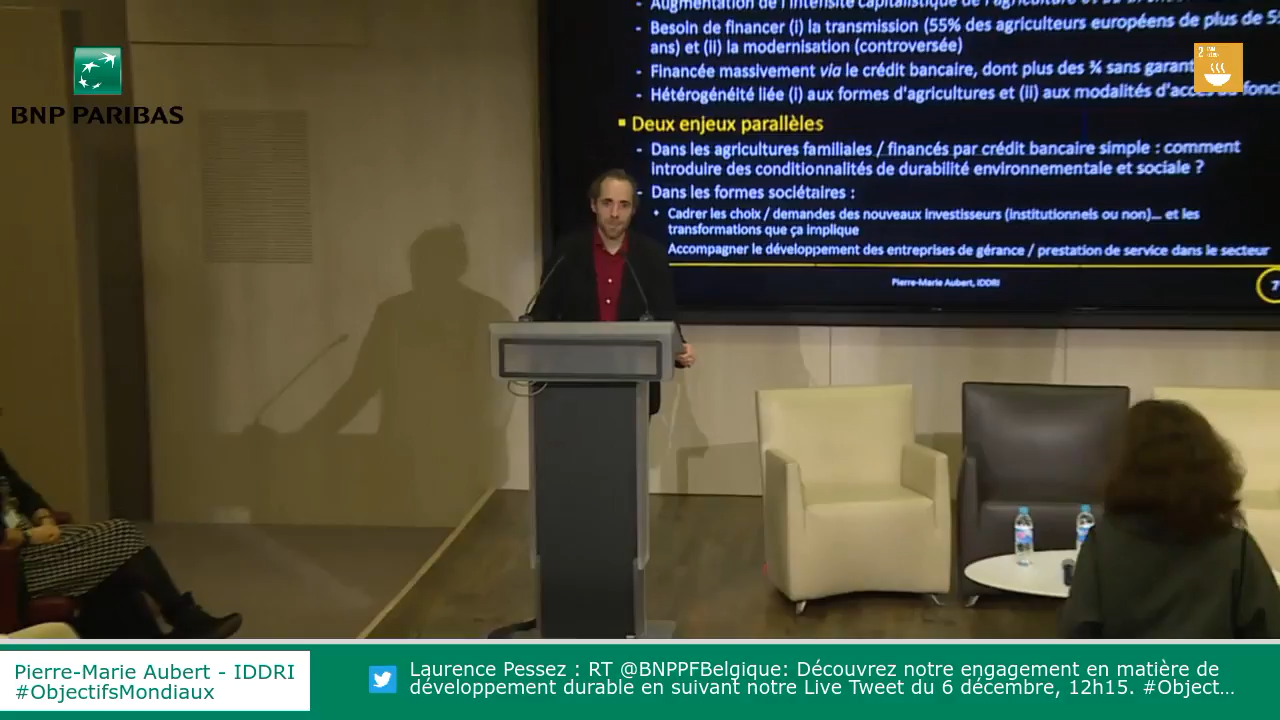 - Augmentation de l'intensité capitalistique de l'agriculture et
- Besoin de financer (i) la transmission (55% des agriculteurs européens de plus de
ans) et (ii) la modernisation (controversée)
- Financée massivement via le crédit bancaire, dont plus des ¾ sans
- Hétérogénéité liée (i) aux formes d'agricultures et (ii) aux modalités
BNP PARIBAS
▪ Deux enjeux parallèles
- Dans les agricultures familiales / financés par crédit bancaire simple : comment
introduire des conditionnalités de durabilité environnementale et sociale ?
- Dans les formes sociétaires :
• Cadrer les choix / demandes des nouveaux investisseurs (institutionnels ou non)... et les
transformations que ça implique
Accompagner le développement des entreprises de gérance / prestation de service dans le secteur
Pierre-Marie Aubert, IDDRI
7
2
Pierre-Marie Aubert - IDDRI
#ObjectifsMondiaux
Laurence Pessez : RT @BNPPFBelgique: Découvrez notre engagement en matière de
développement durable en suivant notre Live Tweet du 6 décembre, 12h15. #Object...